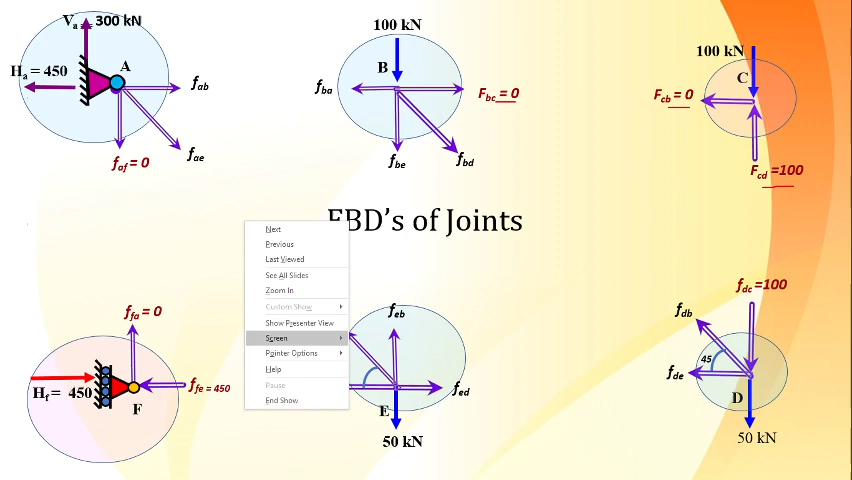 Va = 300 kN
A
Ha = 450
fab
faf = 0
fae
100 kN
B
fba
Fbc = 0
fbe
fbd
100 kN
C
Fcb = 0
Fcd =100
FBD's of Joints
Next
Previous
Last Viewed
See All Slides
Zoom In
Custom Show
Show Presenter View
Screen
Pointer Options
Help
Pause
End Show
ffa = 0
Hf = 450
F
ffe = 450
feb
fed
E
50 kN
fdc=100
fdb
45
fde
D
50 kN